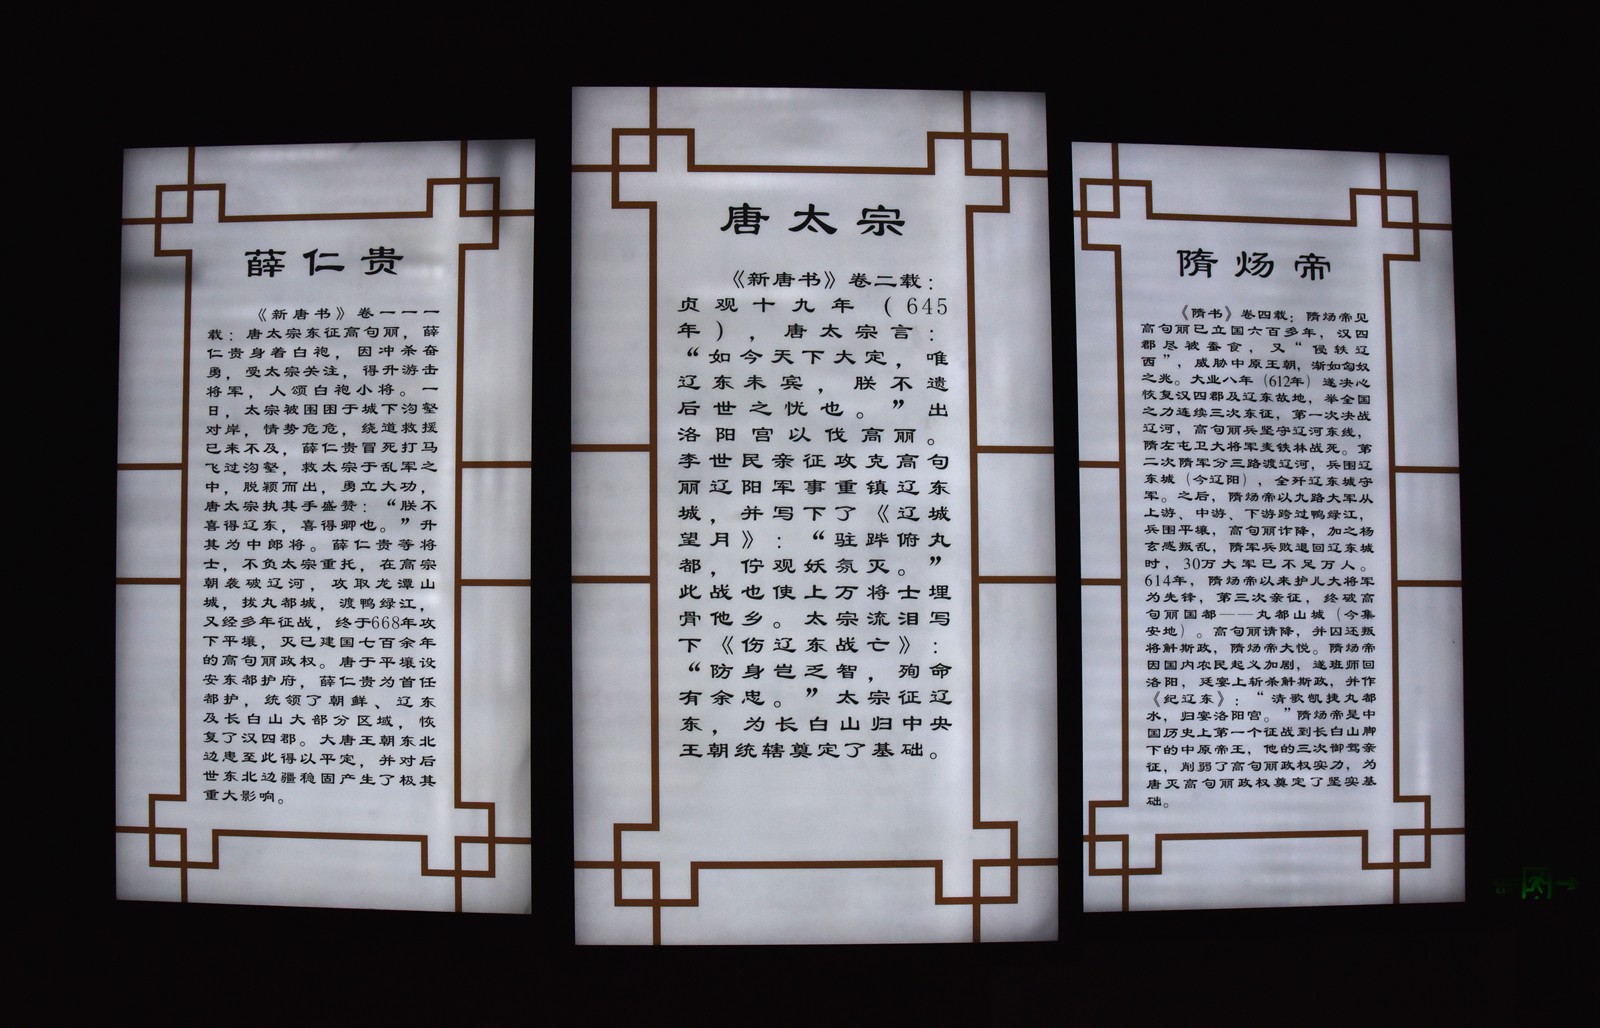 薛仁贵
《新唐书》卷一一一
载：唐太宗东征高句丽，薛
仁贵身着白袍，因冲杀奋
勇，受太宗关注，得升游击
将军，人颂白袍小将。一
日，太宗被围困于城下沟壑
对岸，情势危危，绕道救援
已来不及，薛仁贵冒死打马
飞过沟壑，救太宗于乱军之
中，脱颖而出，勇立大功，
唐太宗执其手盛赞：“朕不
喜得辽东，喜得卿也。”升
其为中郎将。薛仁贵等将
士，不负太宗重托，在高宗
朝袭破辽河，攻取龙潭山
城，拔丸都城，渡鸭绿江，
又经多年征战，终于668年攻
下平壤，灭已建国七百余年
的高句丽政权。唐于平壤设
安东都护府，薛仁贵为首任
都护，统领了朝鲜、辽东
及长白山大部分区域，恢
复了汉四郡。大唐王朝东北
边患至此得以平定，并对后
世东北边疆稳固产生了极其
重大影响。
唐太宗
《新唐书》卷二载：
贞观十九年（645
年），唐太宗言：
“如今天下大定，唯
辽东未宾，朕不遗
后世之忧也。”出
洛阳宫以伐高丽。
李世民亲征攻克高句
丽辽阳军事重镇辽东
城，并写下了《辽城
望月》：“驻跸俯丸
都，伫观妖氛灭。”
此战也使上万将士埋
骨他乡。太宗流泪写
下《伤辽东战亡》：
“防身岂乏智，殉命
有余忠。”太宗征辽
东，为长白山归中央
王朝统辖奠定了基础。
隋炀帝
《隋书》卷四载：隋炀帝见
高句丽已立国六百多年，汉四
郡尽被蚕食，又“侵轶辽
西”，威胁中原王朝，渐如匈奴
之兆。大业八年（612年）遂决心
恢复汉四郡及辽东故地，举全国
之力连续三次东征，第一次决战
辽河，高句丽兵坚守辽河东线，
隋左屯卫大将军麦铁林战死。第
二次隋军分三路渡辽河，兵围辽
东城（今辽阳），全歼辽东城守
军。之后，隋炀帝以九路大军从
上游、中游、下游跨过鸭绿江，
兵围平壤，高句丽诈降，加之杨
玄感叛乱，隋军兵败退回辽东城
时，30万大军已不足万人。
614年，隋炀帝以来护儿大将军
为先锋，第三次亲征，终破高
句丽国都——丸都山城（今集
安地）。高句丽请降，并囚还叛
将斛斯政，隋炀帝大悦。隋炀帝
因国内农民起义加剧，遂班师回
洛阳，廷宴上斩杀斛斯政，并作
《纪辽东》：“清歌凯捷丸都
水，归宴洛阳宫。”隋炀帝是中
国历史上第一个征战到长白山脚
下的中原帝王，他的三次御驾亲
征，削弱了高句丽政权实力，为
唐灭高句丽政权奠定了坚实基
础。